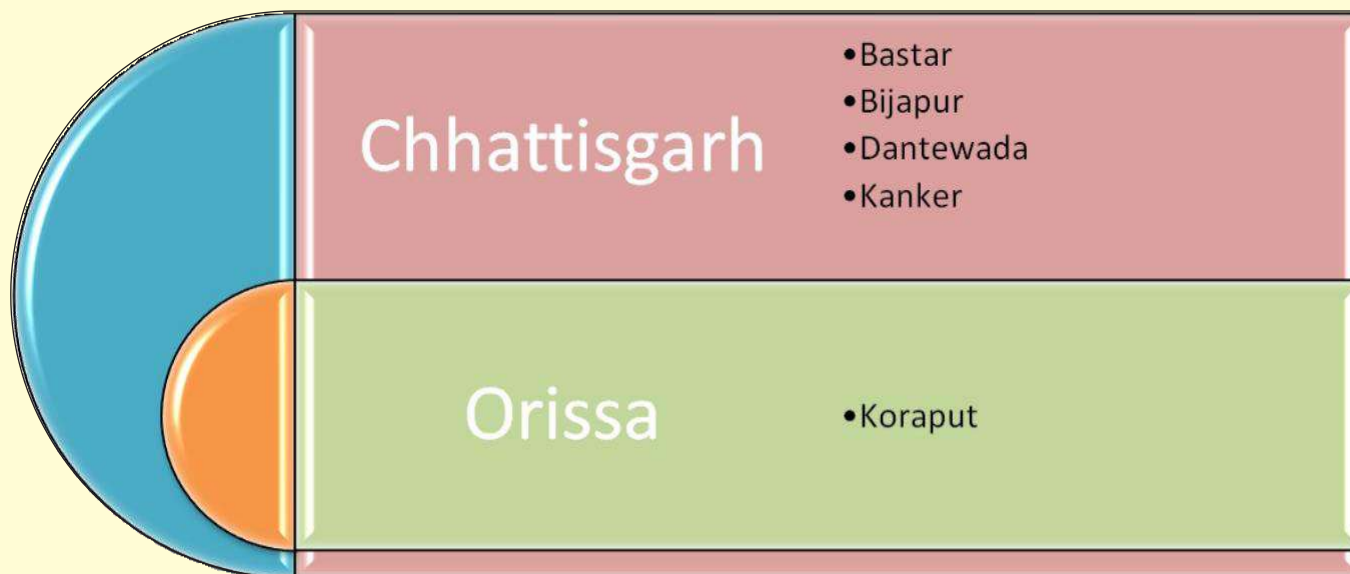 Chhattisgarh
•Bastar
•Bijapur
•Dantewada
•Kanker
Orissa
•Koraput